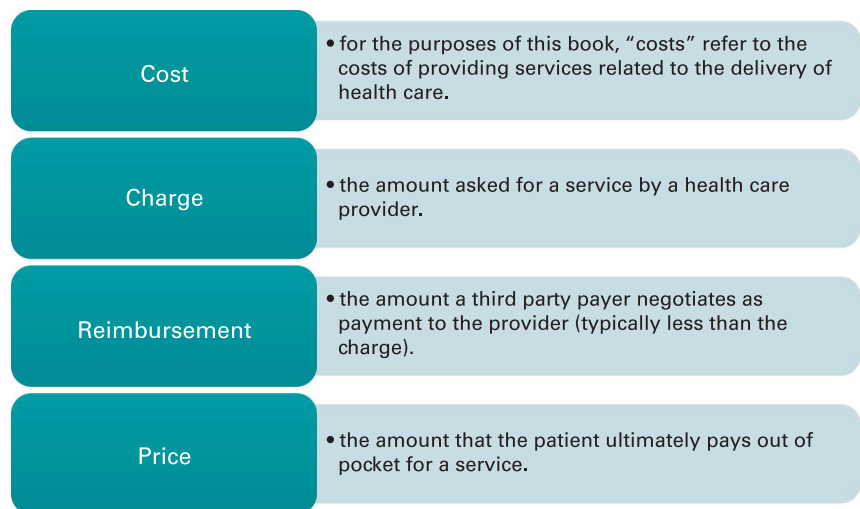 Cost
• for the purposes of this book, “costs” refer to the
costs of providing services related to the delivery of
health care.
Charge
• the amount asked for a service by a health care
provider.
Reimbursement
• the amount a third party payer negotiates as
payment to the provider (typically less than the
charge).
Price
• the amount that the patient ultimately pays out of
pocket for a service.